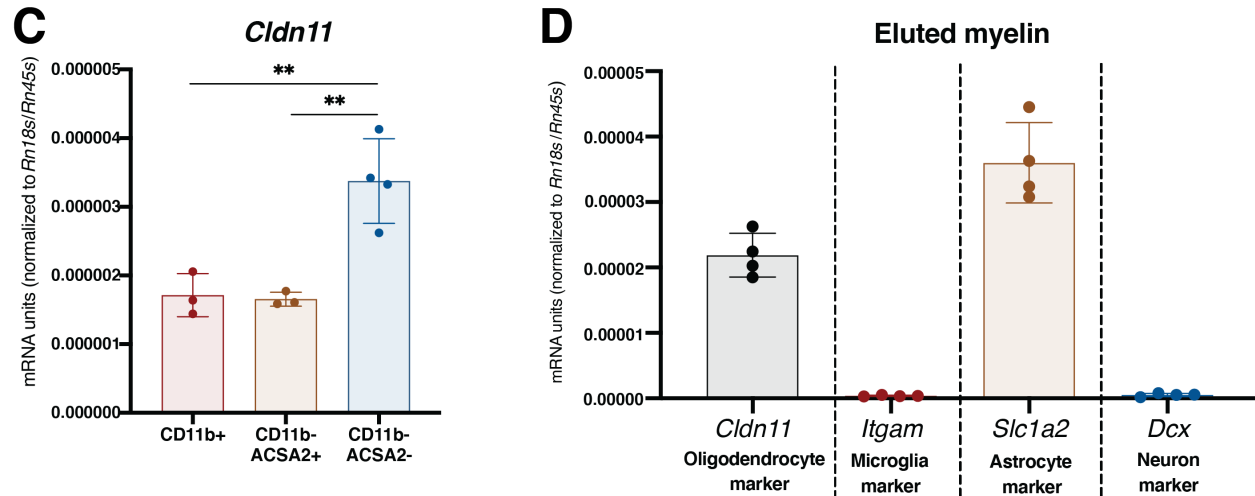 C
Cldn11
mRNA units (normalized to Rn18s/Rn45s)
0.000005
0.000004
0.000003
0.000002
0.000001
0.000000
**
**
CD11b+
CD11b-
ACSA2+
CD11b-
ACSA2-
D
Eluted myelin
mRNA units (normalized to Rn18s/Rn45s)
0.00005
0.00004
0.00003
0.00002
0.00001
0.00000
Cldn11
Oligodendrocyte
marker
Itgam
Microglia
marker
Slc1a2
Astrocyte
marker
Dcx
Neuron
marker